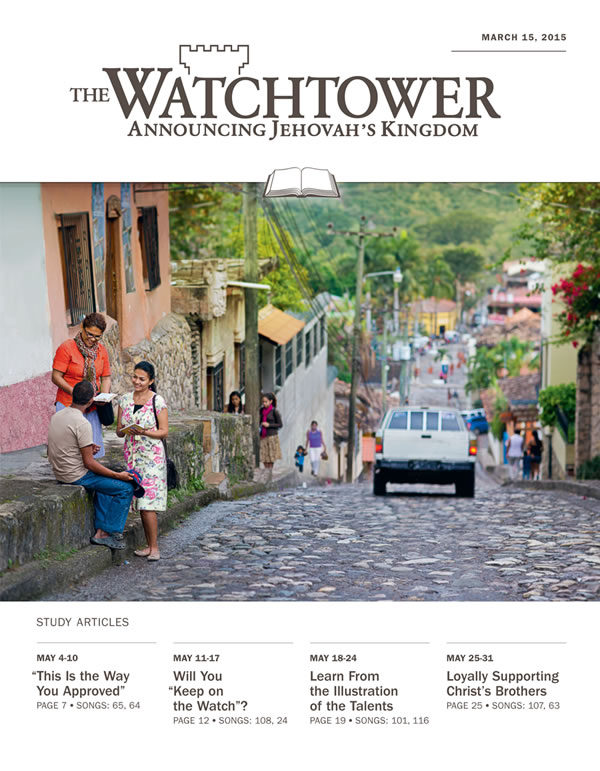 MARCH 15, 2015
THE WATCHTOWER
ANNOUNCING JEHOVAH'S KINGDOM
STUDY ARTICLES
MAY 4-10
“This Is the Way
You Approved”
PAGE 7 • SONGS: 65, 64
MAY 11-17
Will You
“Keep on
the Watch”?
PAGE 12 • SONGS: 108, 24
MAY 18-24
Learn From
the Illustration
of the Talents
PAGE 19 • SONGS: 101, 116
MAY 25-31
Loyally Supporting
Christ’s Brothers
PAGE 25 • SONGS: 107, 63